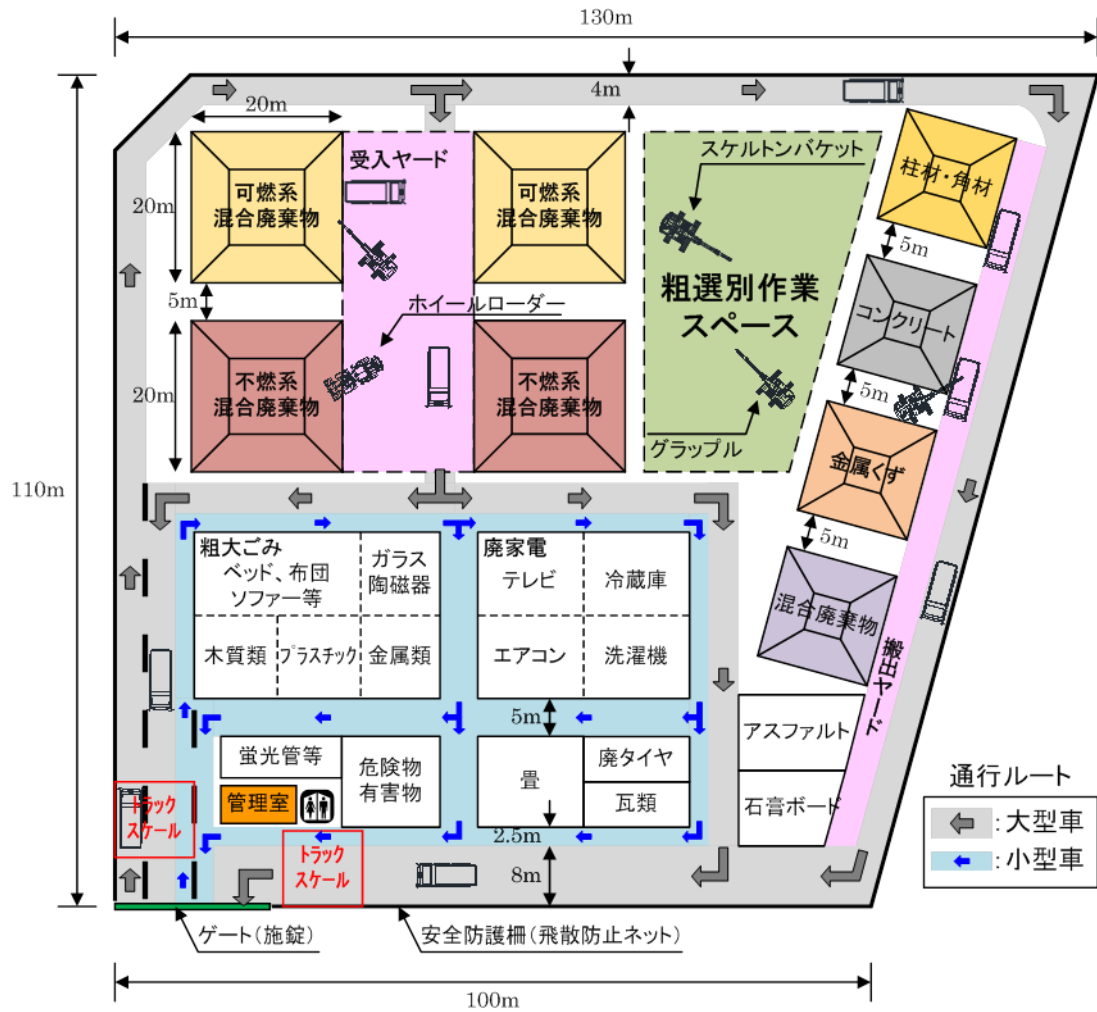 130m
4m
20m
受入ヤード
スケルトンバケット
柱材・角材
20m
可燃系
混合廃棄物
可燃系
混合廃棄物
5m
5m
ホイールローダー
粗選別作業
スペース
コンクリート
20m
不燃系
混合廃棄物
不燃系
混合廃棄物
5m
グラップル
金属くず
110m
5m
粗大ごみ
ベッド、布団
ソファー等
ガラス
陶磁器
廃家電
テレビ
冷蔵庫
混合廃棄物
木質類
プラスチック
金属類
エアコン
洗濯機
搬出ヤード
5m
アスファルト
蛍光管等
危険物
有害物
畳
廃タイヤ
瓦類
管理室
石膏ボード
通行ルート
:大型車
:小型車
トラック
スケール
2.5m
トラック
スケール
8m
ゲート(施錠)
安全防護柵(飛散防止ネット)
100m